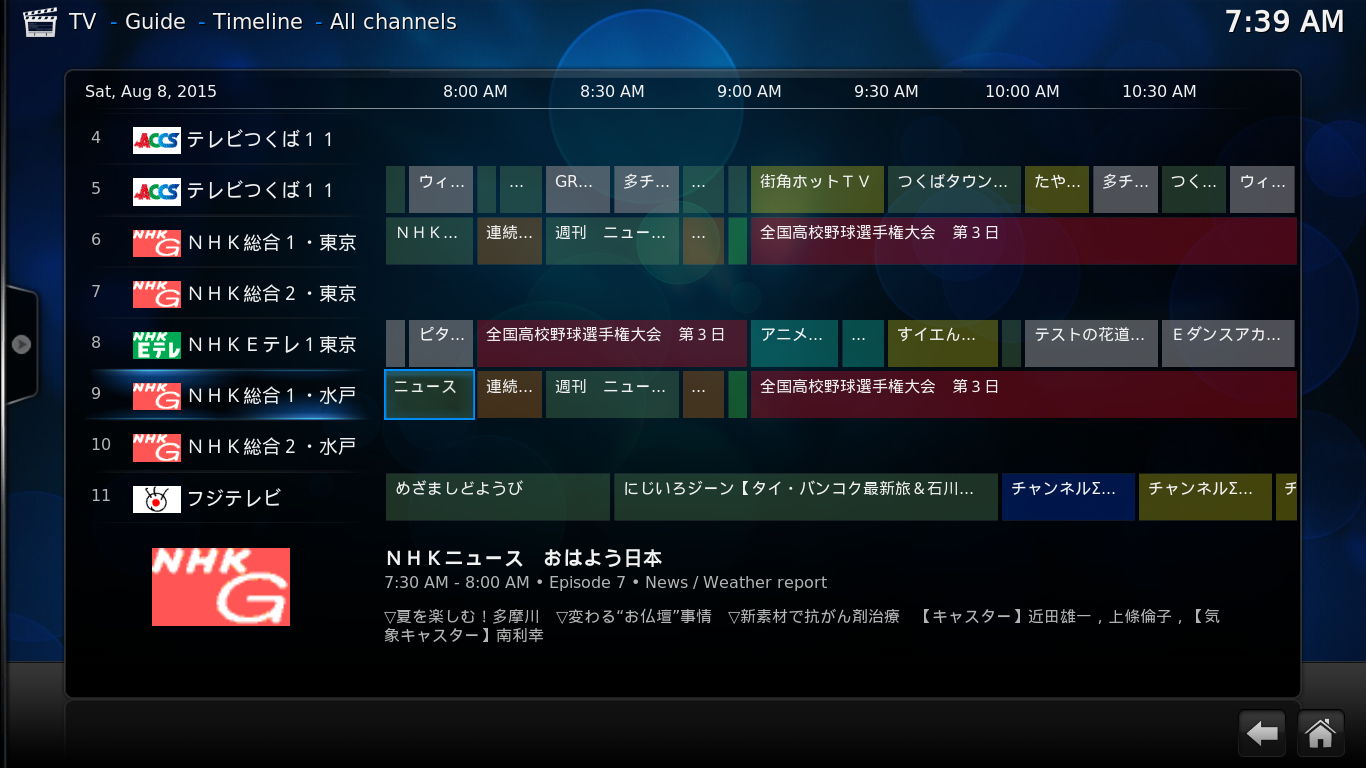 TV - Guide - Timeline - All channels
7:39 AM
Sat, Aug 8, 2015 8:00 AM 8:30 AM 9:00 AM 9:30 AM 10:00 AM 10:30 AM
4 ACCS テレビつくば１１
5 ACCS テレビつくば１１ ウィ... ... GR... 多チ... ... 街角ホットＴＶ つくばタウン... たや... 多チ... つく... ウィ...
6 NHK G ＮＨＫ総合１・東京 ＮＨＫ... 連続... 週刊　ニュー... ... 全国高校野球選手権大会　第３日
7 NHK G ＮＨＫ総合２・東京
8 NHK Eテレ ＮＨＫＥテレ１東京 ピタ... 全国高校野球選手権大会　第３日 アニメ... ... すイエん... テストの花道... Ｅダンスアカ...
9 NHK G ＮＨＫ総合１・水戸 ニュース 連続... 週刊　ニュー... ... 全国高校野球選手権大会　第３日
10 NHK G ＮＨＫ総合２・水戸
11 フジテレビ めざましどようび にじいろジーン【タイ・バンコク最新旅＆石川... チャンネルΣ... チャンネルΣ... チ
NHK G
ＮＨＫニュース　おはよう日本
7:30 AM - 8:00 AM • Episode 7 • News / Weather report
▽夏を楽しむ！多摩川　▽変わる“お仏壇”事情　▽新素材で抗がん剤治療　【キャスター】近田雄一，上條倫子，【気
象キャスター】南利幸